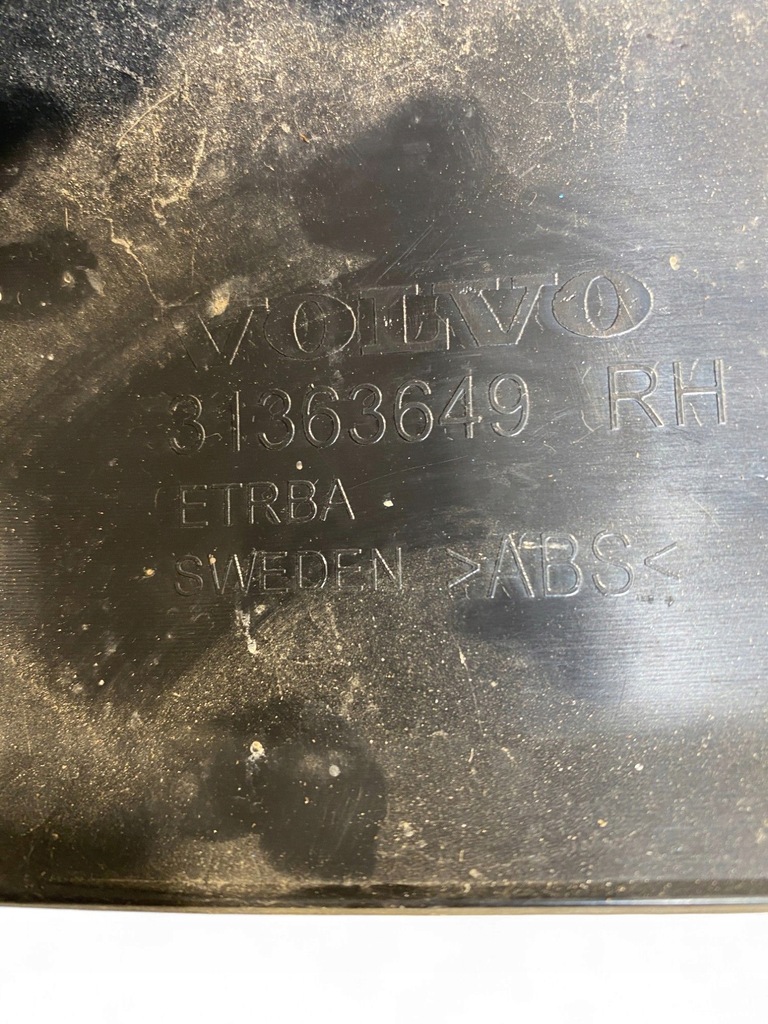 VOLVO
31363649 RH
ETRBA
SWEDEN >ABS<